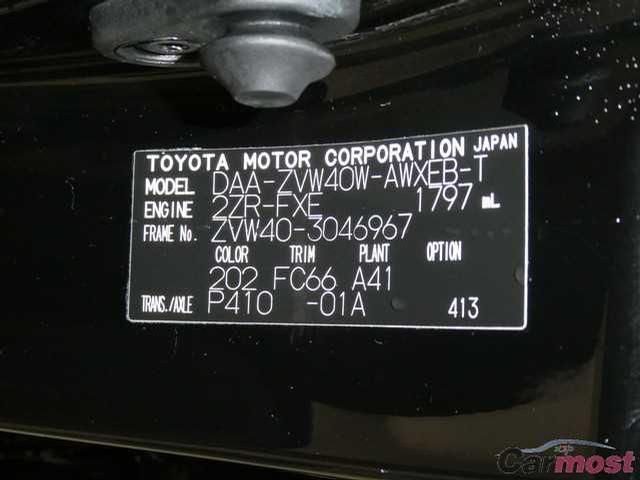 TOYOTA MOTOR CORPORATION JAPAN
MODEL DAA-ZVW40W-AWXEB-T
ENGINE 2ZR-FXE 1797 mL
FRAME No. ZVW40-3046967
COLOR TRIM PLANT OPTION
202 FC66 A41
TRANS./AXLE P410 -01A 413
Carmost